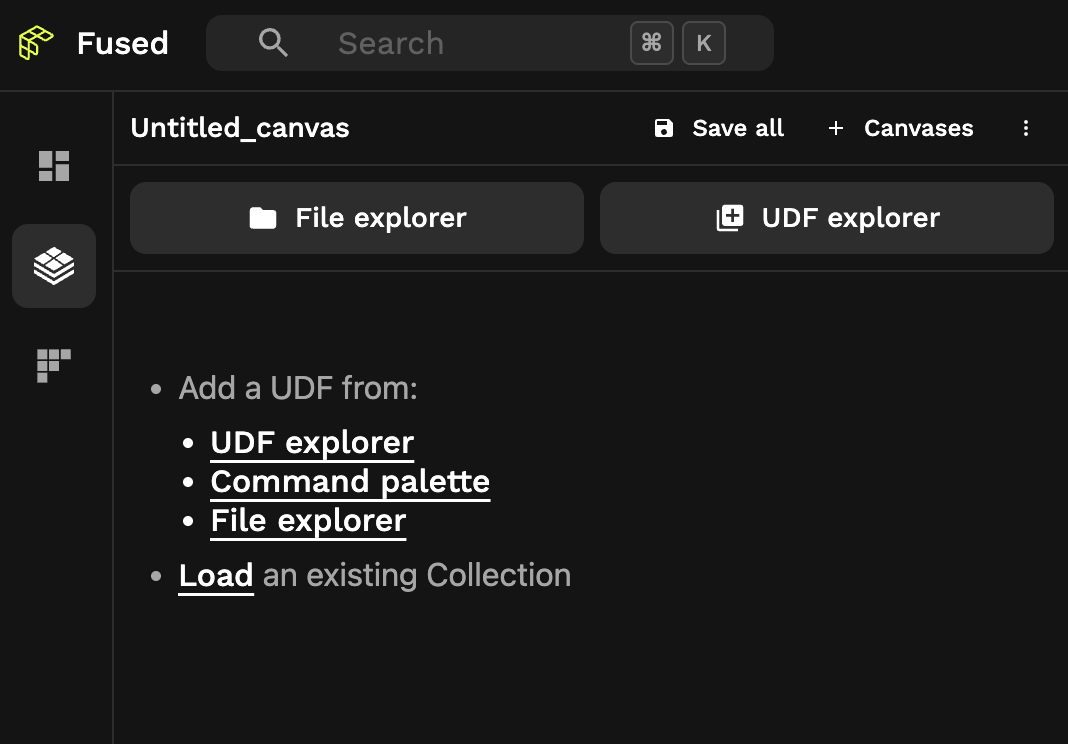 Fused
Search ⌘ K
Untitled_canvas
Save all + Canvases
File explorer
UDF explorer
• Add a UDF from:
• UDF explorer
• Command palette
• File explorer
• Load an existing Collection